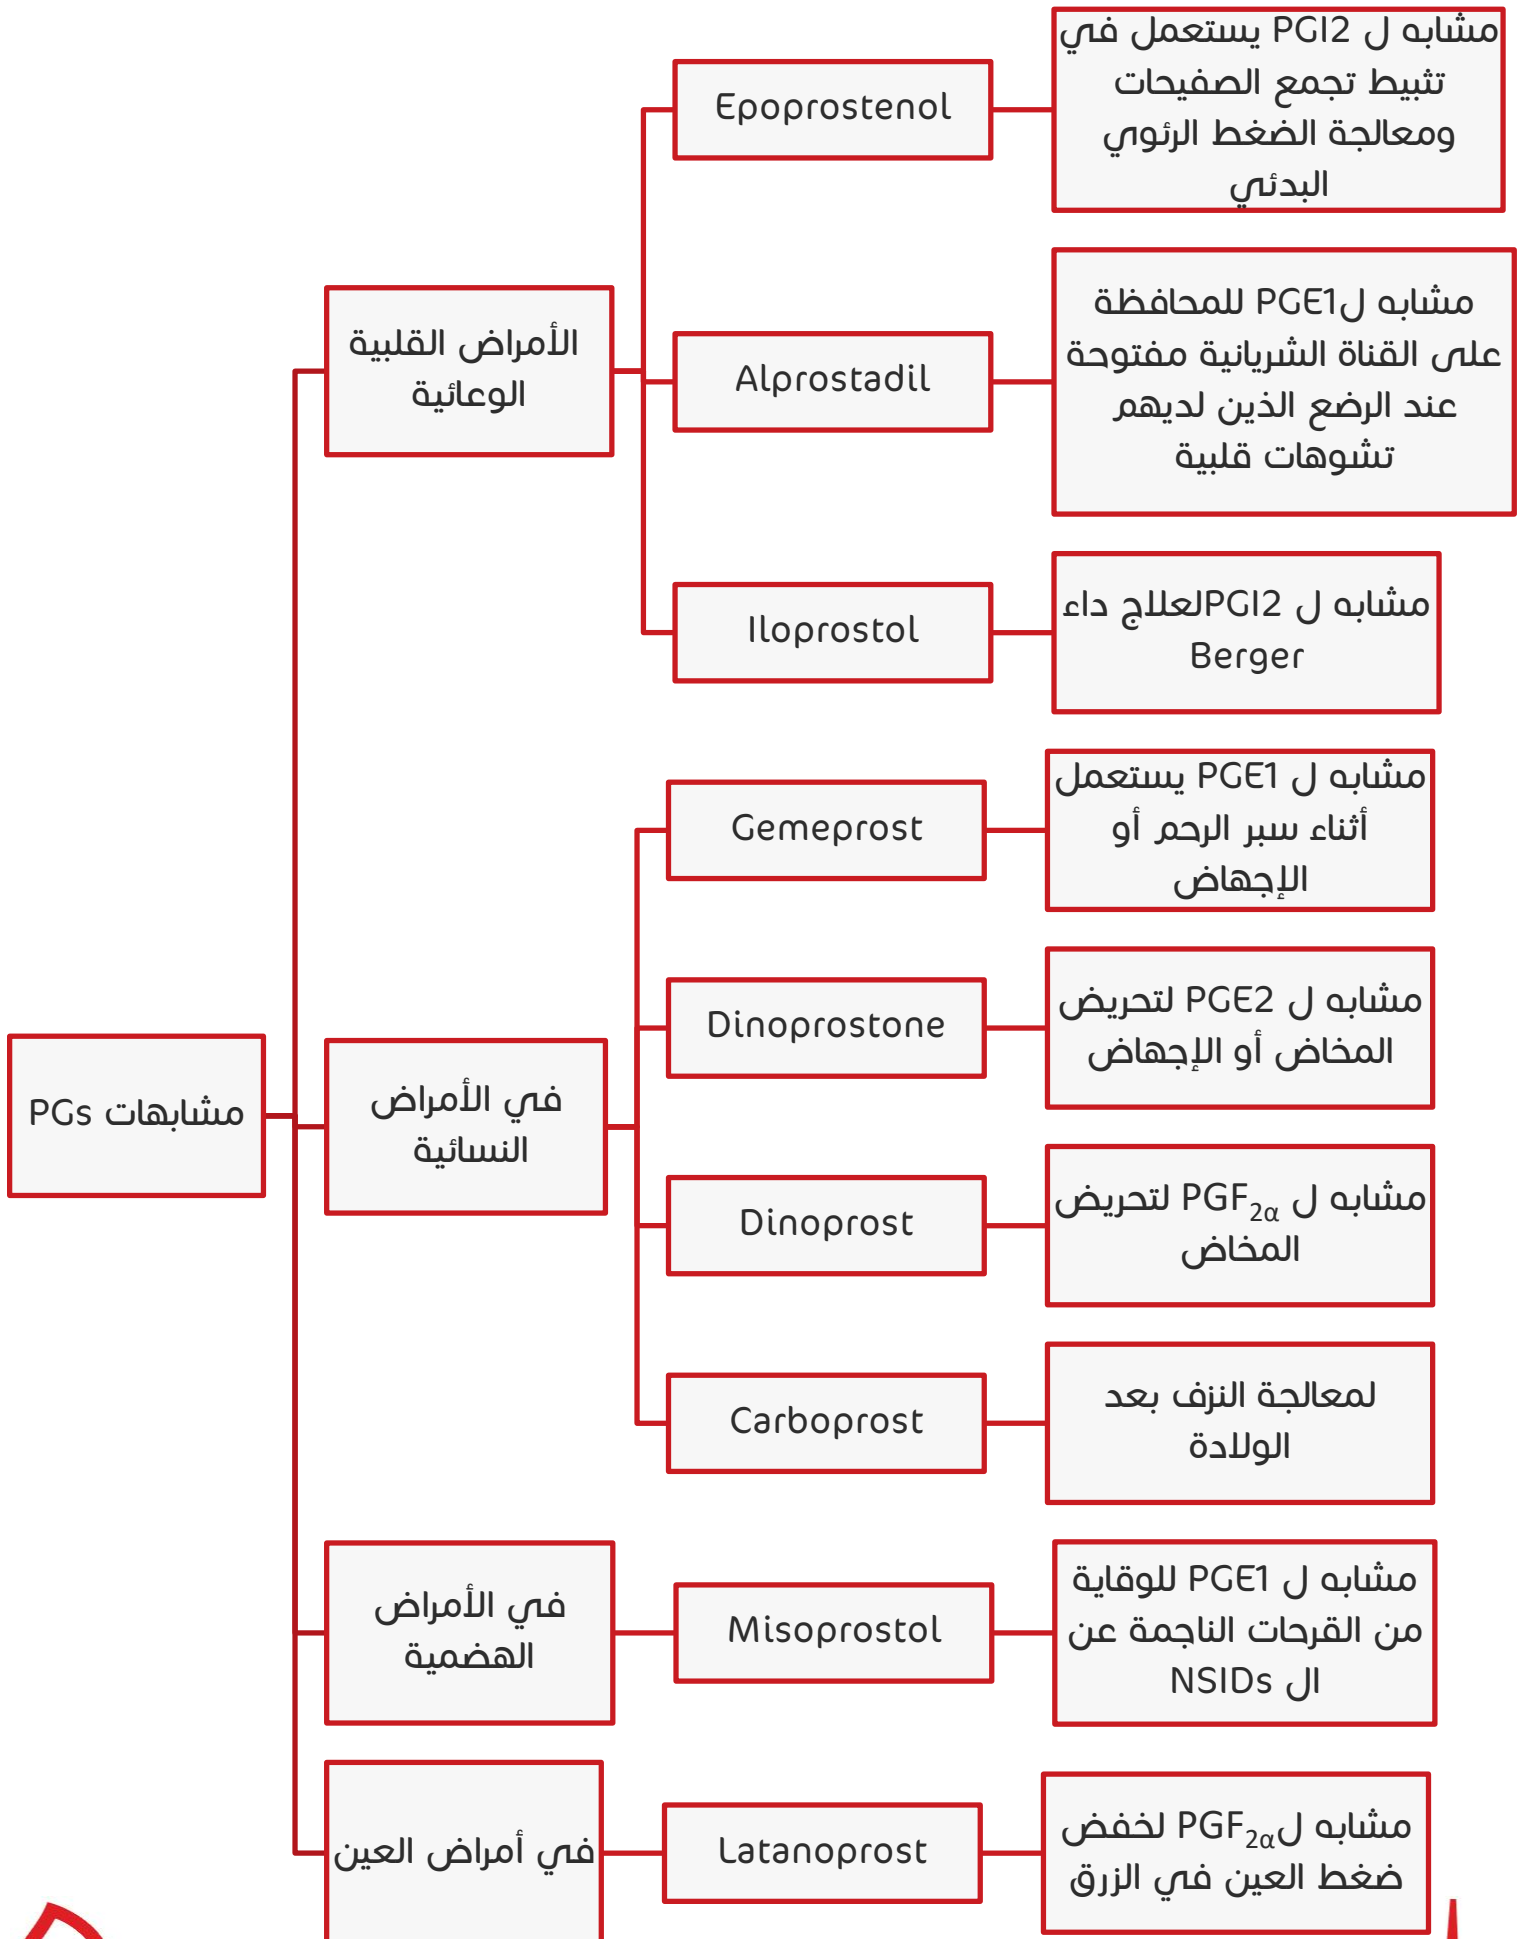 مشابهات PGs
الأمراض القلبية
الوعائية
Epoprostenol
مشابه ل PGI2 يستعمل في
تثبيط تجمع الصفيحات
ومعالجة الضغط الرئوي
البدئي
Alprostadil
مشابه لPGE1 للمحافظة
على القناة الشريانية مفتوحة
عند الرضع الذين لديهم
تشوهات قلبية
Iloprostol
مشابه ل PGI2لعلاج داء
Berger
في الأمراض
النسائية
Gemeprost
مشابه ل PGE1 يستعمل
أثناء سبر الرحم أو
الإجهاض
Dinoprostone
مشابه ل PGE2 لتحريض
المخاض أو الإجهاض
Dinoprost
مشابه ل PGF2α لتحريض
المخاض
Carboprost
لمعالجة النزف بعد
الولادة
في الأمراض
الهضمية
Misoprostol
مشابه ل PGE1 للوقاية
من القرحات الناجمة عن
ال NSIDs
في أمراض العين
Latanoprost
مشابه لPGF2α لخفض
ضغط العين في الزرق